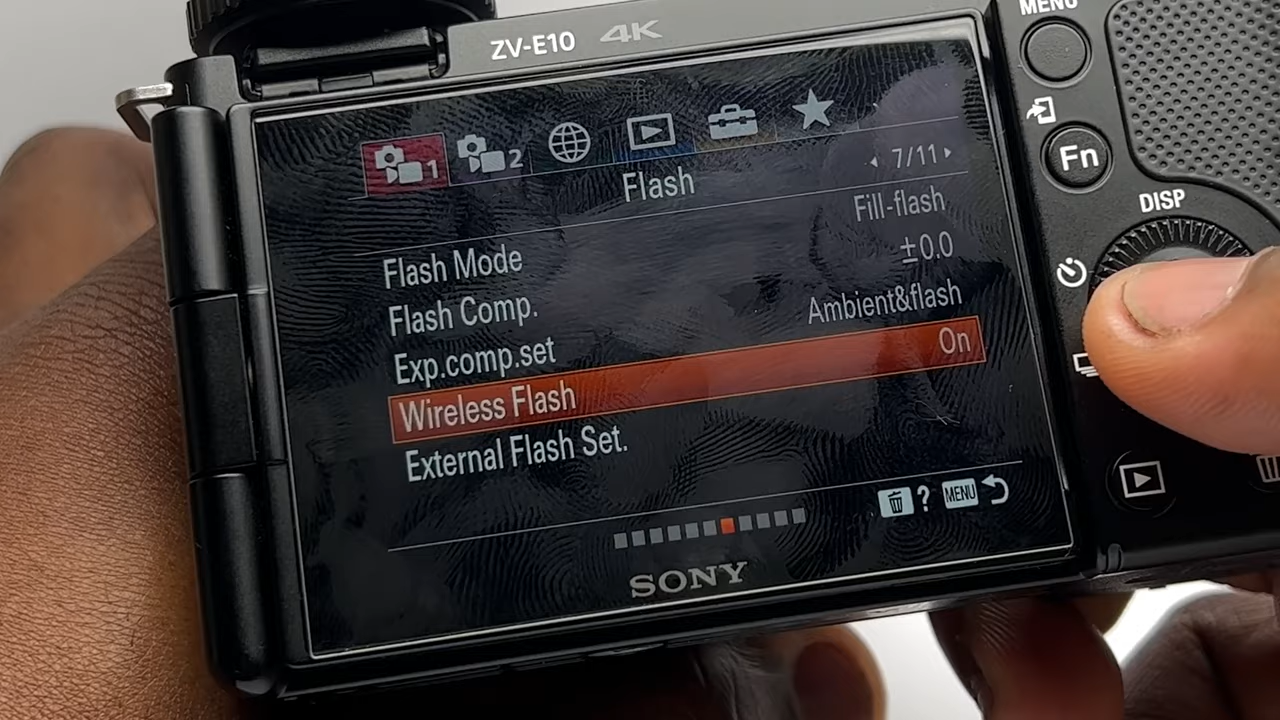 ZV-E10 4K
MENU
Fn
DISP
1
2
Flash
7/11
Flash Mode Fill-flash
Flash Comp. ±0.0
Exp.comp.set Ambient&flash
Wireless Flash On
External Flash Set.
? MENU
SONY